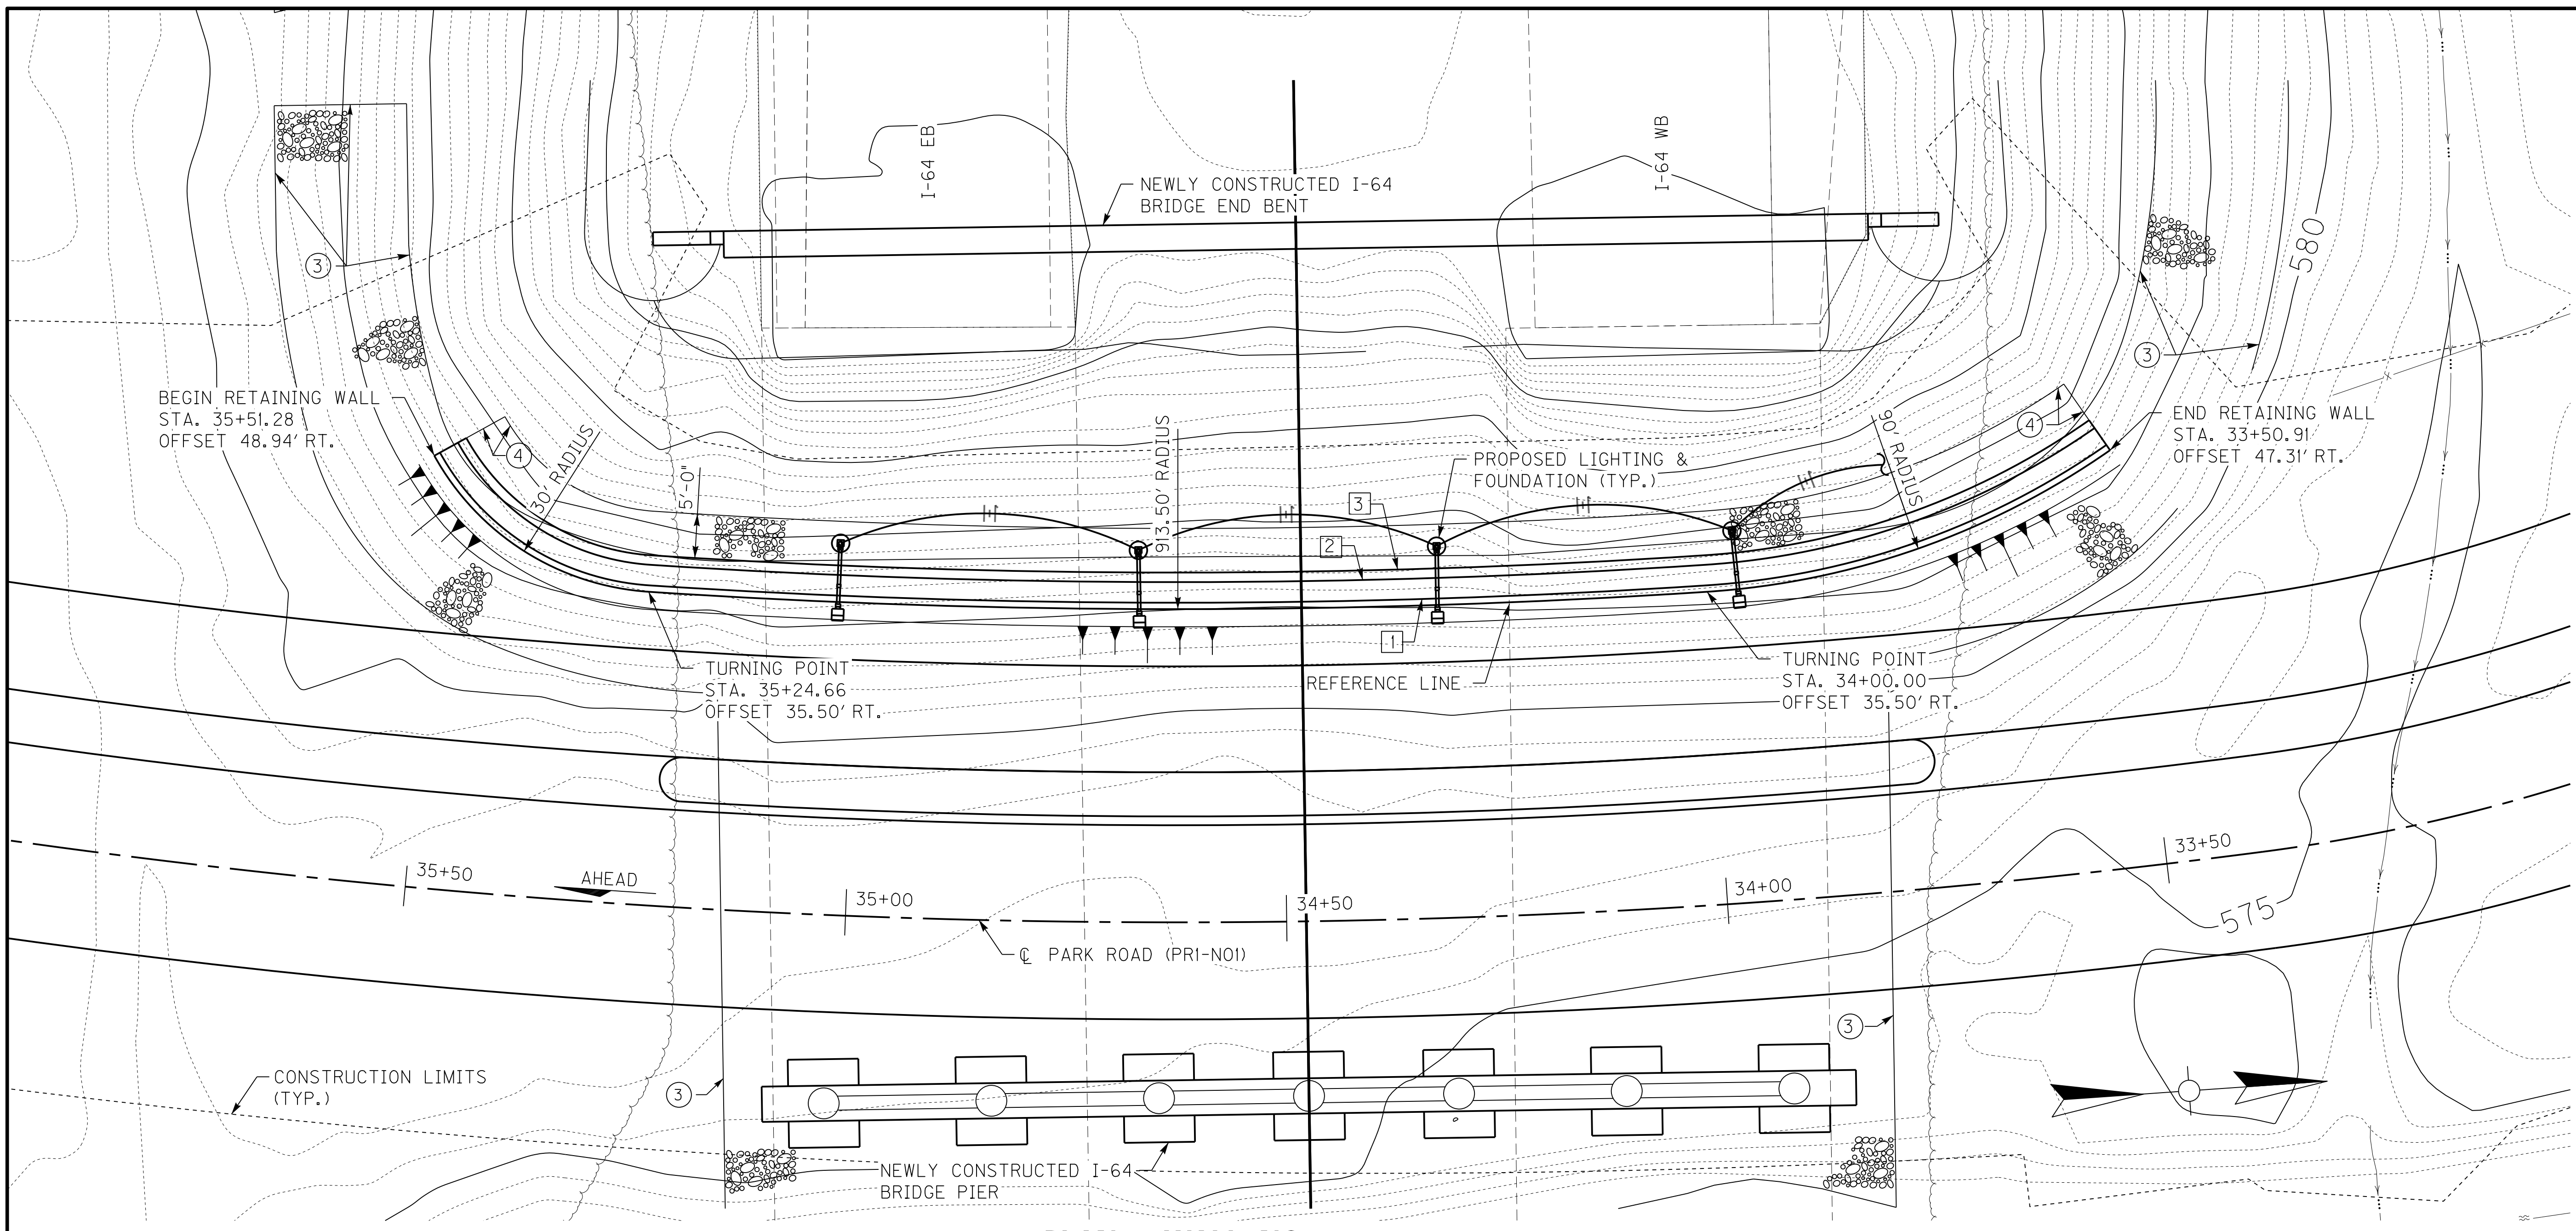 I-64 EB
I-64 WB
NEWLY CONSTRUCTED I-64
BRIDGE END BENT
580
3
3
BEGIN RETAINING WALL
STA. 35+51.28
OFFSET 48.94' RT.
4
30' RADIUS
5'-0"
913.50' RADIUS
3
2
PROPOSED LIGHTING &
FOUNDATION (TYP.)
90' RADIUS
4
END RETAINING WALL
STA. 33+50.91
OFFSET 47.31' RT.
1
TURNING POINT
STA. 35+24.66
OFFSET 35.50' RT.
REFERENCE LINE
TURNING POINT
STA. 34+00.00
OFFSET 35.50' RT.
35+50
AHEAD
35+00
34+50
34+00
33+50
575
℄ PARK ROAD (PR1-N01)
3
3
CONSTRUCTION LIMITS
(TYP.)
NEWLY CONSTRUCTED I-64
BRIDGE PIER